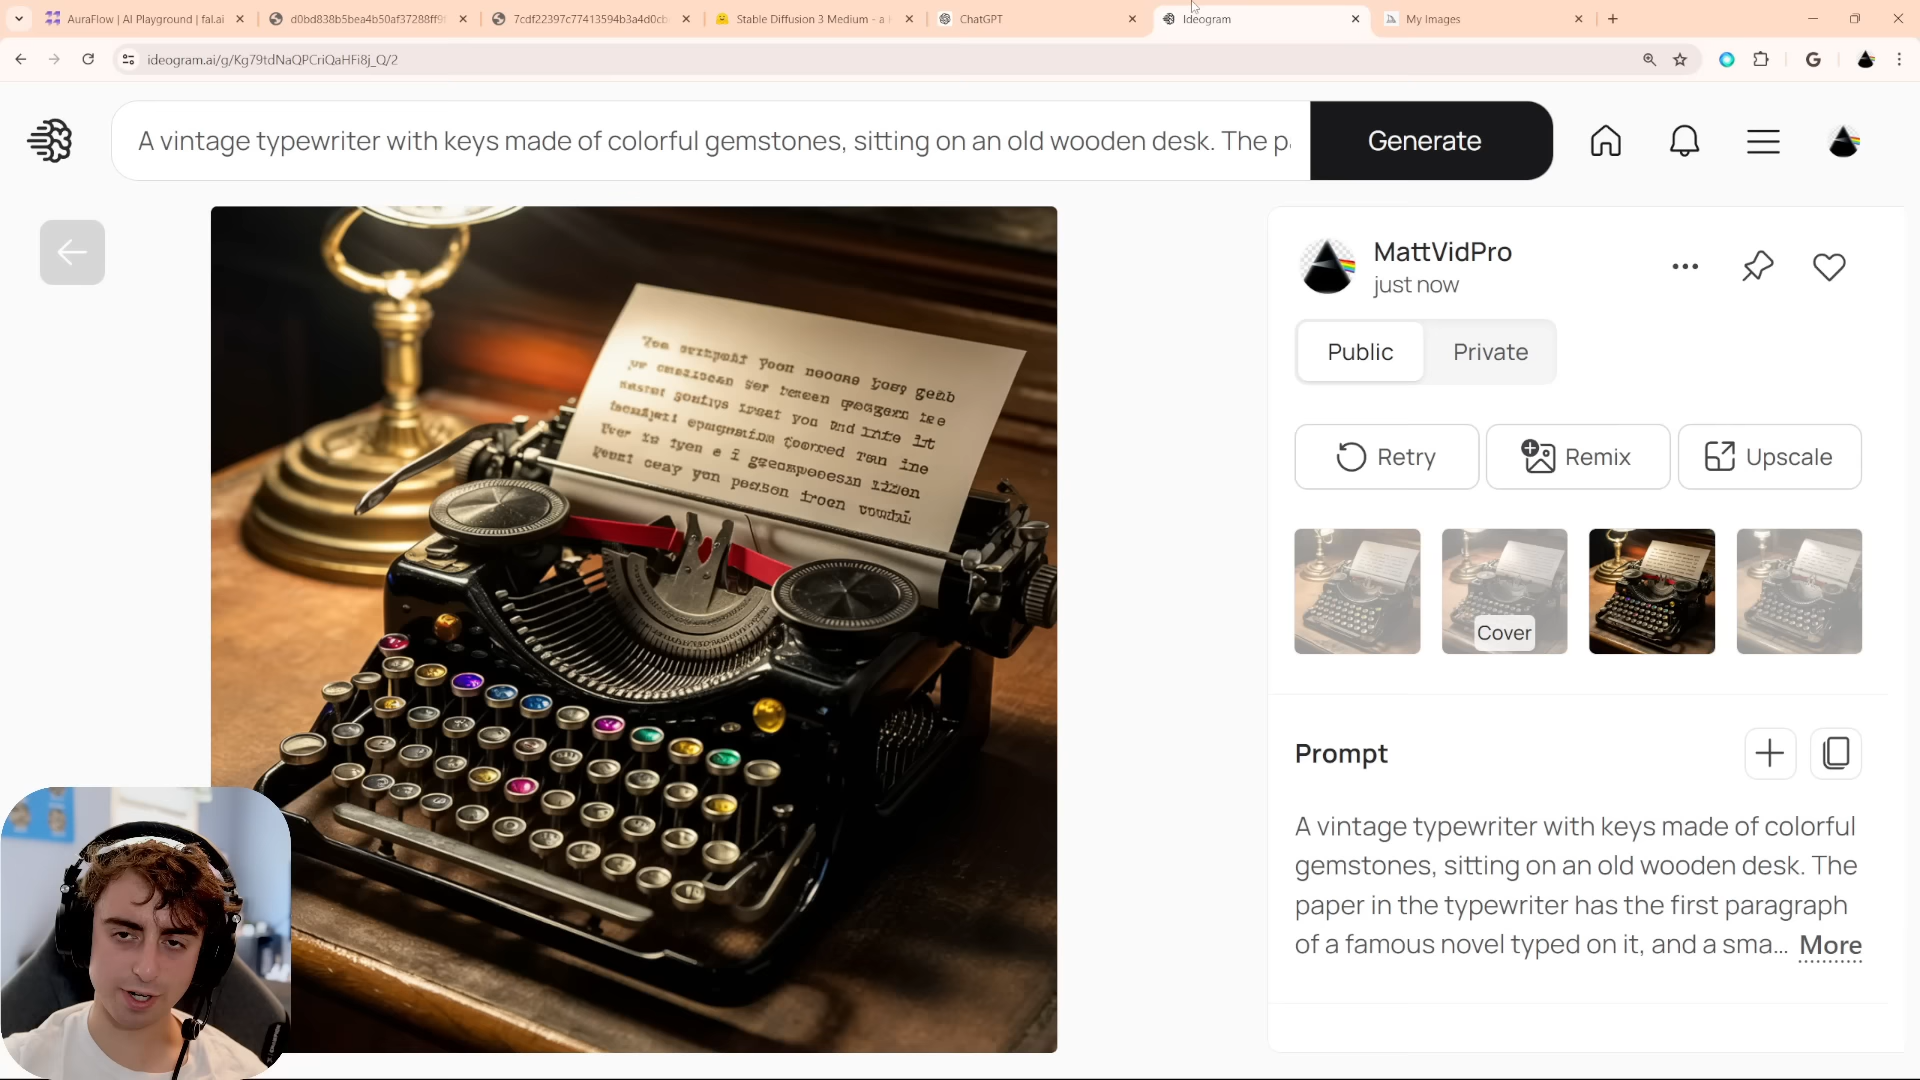 AuraFlow | AI Playground | fal.ai
d0bd838b5bea4b50af37288ff9
7cdf22397c77413594b3a4d0cb
Stable Diffusion 3 Medium - a
ChatGPT
Ideogram
My Images
ideogram.ai/g/Kg79tdNaQPCriQaHFi8j_Q/2
G
A vintage typewriter with keys made of colorful gemstones, sitting on an old wooden desk. The pa
Generate
MattVidPro
just now
Public
Private
Retry
Remix
Upscale
Cover
Prompt
A vintage typewriter with keys made of colorful
gemstones, sitting on an old wooden desk. The
paper in the typewriter has the first paragraph
of a famous novel typed on it, and a sma... More